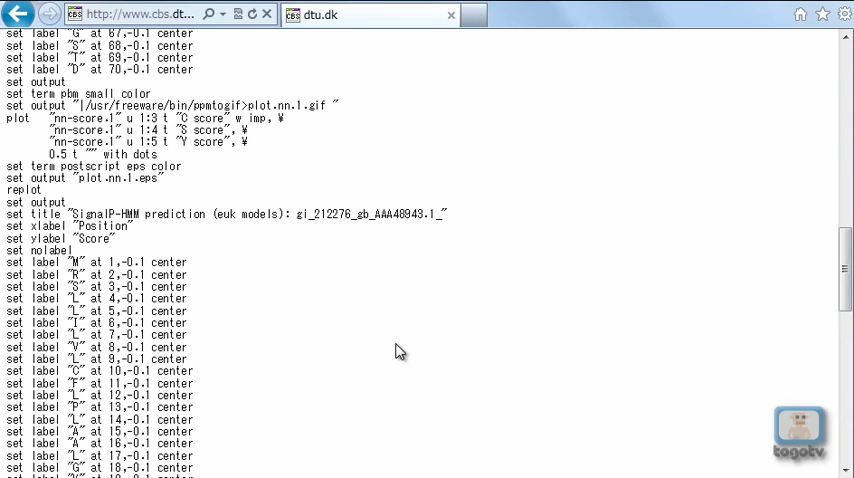 http://www.cbs.dt...
CBS dtu.dk
set label "G" at 67,-0.1 center
set label "S" at 68,-0.1 center
set label "T" at 69,-0.1 center
set label "D" at 70,-0.1 center
set output
set term pbm small color
set output "|/usr/freeware/bin/ppmtogif>plot.nn.1.gif "
plot "nn-score.1" u 1:3 t "C score" w imp, ¥
"nn-score.1" u 1:4 t "S score", ¥
"nn-score.1" u 1:5 t "Y score", ¥
0.5 t "" with dots
set term postscript eps color
set output "plot.nn.1.eps"
replot
set output
set title "SignalP-HMM prediction (euk models): gi_212276_gb_AAA48943.1_"
set xlabel "Position"
set ylabel "Score"
set nolabel
set label "M" at 1,-0.1 center
set label "R" at 2,-0.1 center
set label "S" at 3,-0.1 center
set label "L" at 4,-0.1 center
set label "L" at 5,-0.1 center
set label "I" at 6,-0.1 center
set label "L" at 7,-0.1 center
set label "V" at 8,-0.1 center
set label "L" at 9,-0.1 center
set label "C" at 10,-0.1 center
set label "F" at 11,-0.1 center
set label "L" at 12,-0.1 center
set label "P" at 13,-0.1 center
set label "L" at 14,-0.1 center
set label "A" at 15,-0.1 center
set label "A" at 16,-0.1 center
set label "L" at 17,-0.1 center
set label "G" at 18,-0.1 center
togotv